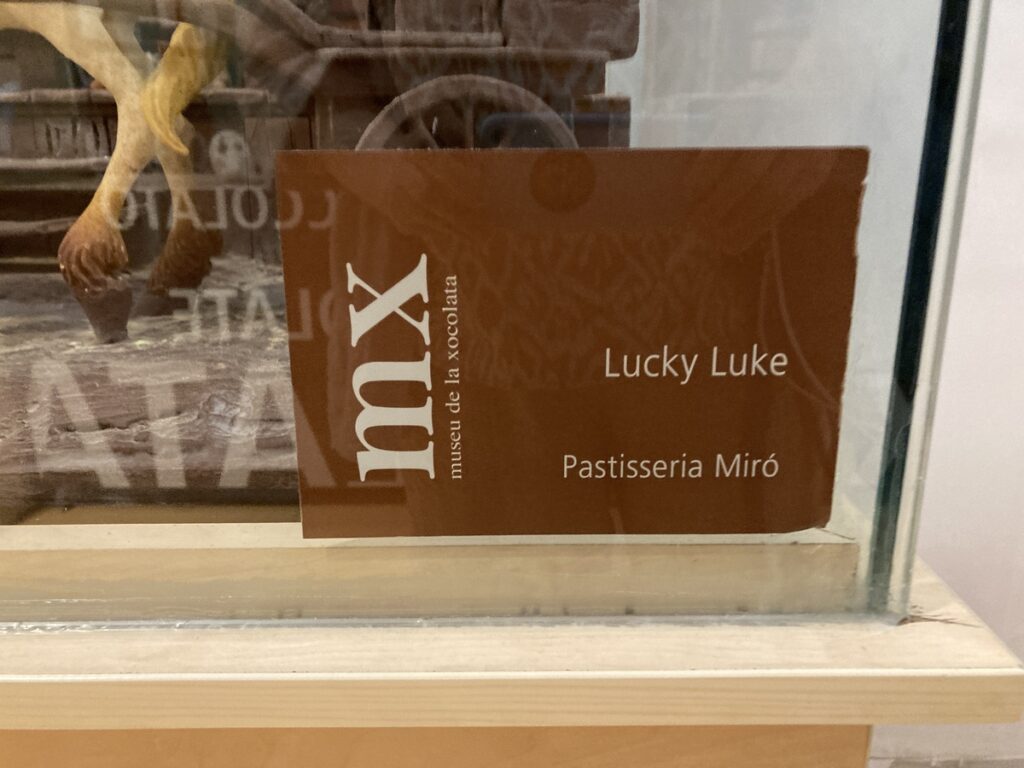 mx
museu de la xocolata
Lucky Luke
Pastisseria Miró